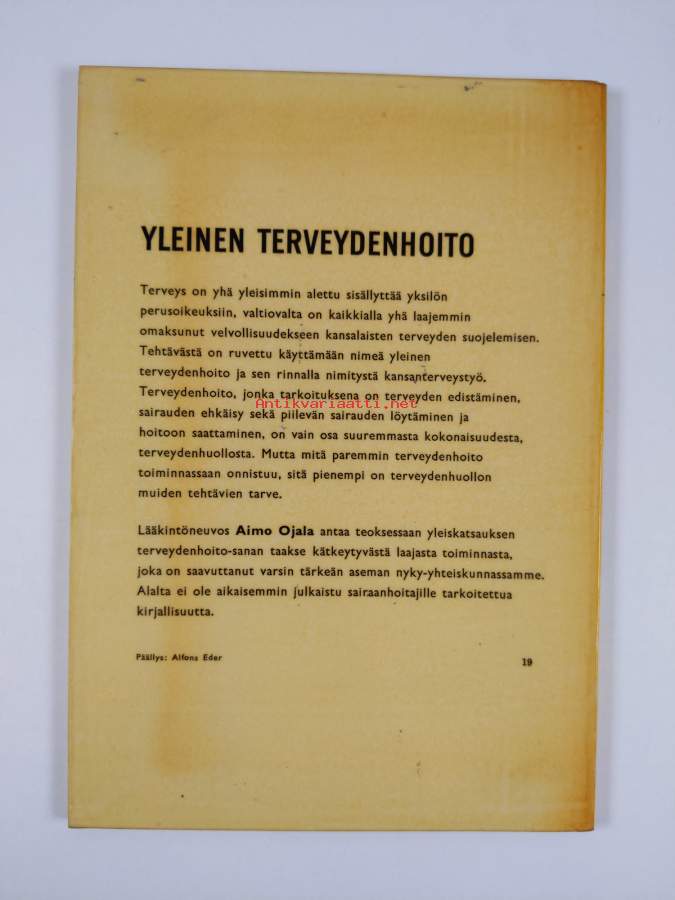 YLEINEN TERVEYDENHOITO
Terveys on yhä yleisimmin alettu sisällyttää yksilön
perusoikeuksiin, valtiovalta on kaikkialla yhä laajemmin
omaksunut velvollisuudekseen kansalaisten terveyden suojelemisen.
Tehtävästä on ruvettu käyttämään nimeä yleinen
terveydenhoito ja sen rinnalla nimitystä kansanterveystyö.
Terveydenhoito, jonka tarkoituksena on terveyden edistäminen,
Antikvariaatti.net
sairauden ehkäisy sekä piilevän sairauden löytäminen ja
hoitoon saattaminen, on vain osa suuremmasta kokonaisuudesta,
terveydenhuollosta. Mutta mitä paremmin terveydenhoito
toiminnassaan onnistuu, sitä pienempi on terveydenhuollon
muiden tehtävien tarve.
Lääkintöneuvos Aimo Ojala antaa teoksessaan yleiskatsauksen
terveydenhoito-sanan taakse kätkeytyvästä laajasta toiminnasta,
joka on saavuttanut varsin tärkeän aseman nyky-yhteiskunnassamme.
Alalta ei ole aikaisemmin julkaistu sairaanhoitajille tarkoitettua
kirjallisuutta.
Päällys: Alfons Eder 19